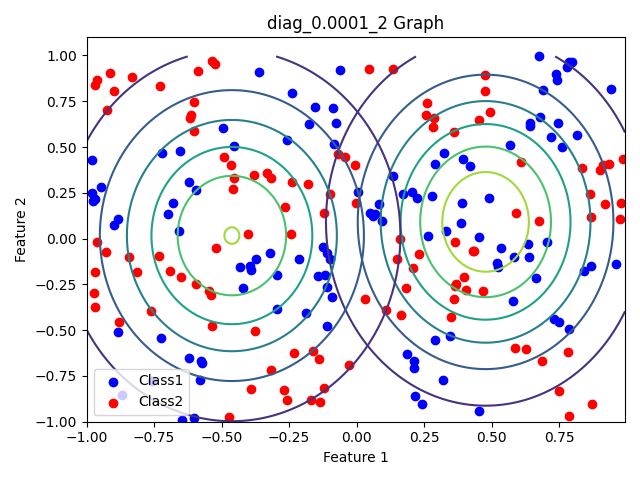 diag_0.0001_2 Graph
1.00
0.75
0.50
0.25
0.00
−0.25
−0.50
−0.75
−1.00
Feature 2
Class1
Class2
−1.00 −0.75 −0.50 −0.25 0.00 0.25 0.50 0.75
Feature 1